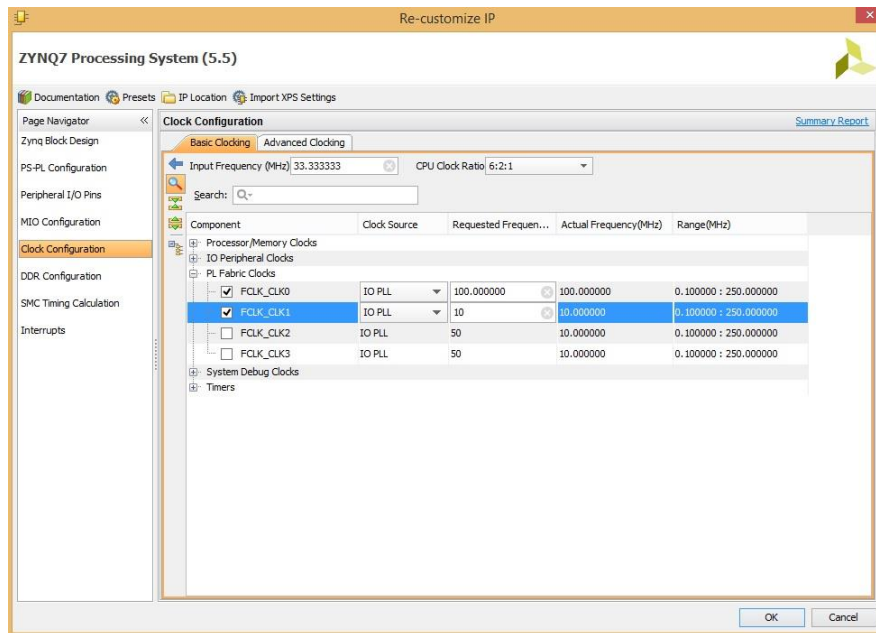 Re-customize IP
ZYNQ7 Processing System (5.5)
Documentation Presets IP Location Import XPS Settings
Page Navigator «
Zynq Block Design
PS-PL Configuration
Peripheral I/O Pins
MIO Configuration
Clock Configuration
DDR Configuration
SMC Timing Calculation
Interrupts
Clock Configuration Summary Report
Basic Clocking Advanced Clocking
Input Frequency (MHz) 33.333333 CPU Clock Ratio 6:2:1
Search:
Component Clock Source Requested Frequen... Actual Frequency(MHz) Range(MHz)
Processor/Memory Clocks
IO Peripheral Clocks
PL Fabric Clocks
FCLK_CLK0 IO PLL 100.000000 100.000000 0.100000 : 250.000000
FCLK_CLK1 IO PLL 10 10.000000 0.100000 : 250.000000
FCLK_CLK2 IO PLL 50 10.000000 0.100000 : 250.000000
FCLK_CLK3 IO PLL 50 10.000000 0.100000 : 250.000000
System Debug Clocks
Timers
OK Cancel